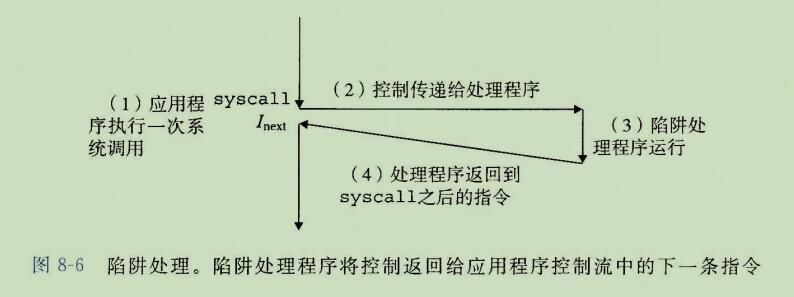 (1)应用程
序执行一次系
统调用
syscall
Inext
(2)控制传递给处理程序
(3)陷阱处
理程序运行
(4)处理程序返回到
syscall之后的指令
图 8-6 陷阱处理。陷阱处理程序将控制返回给应用程序控制流中的下一条指令